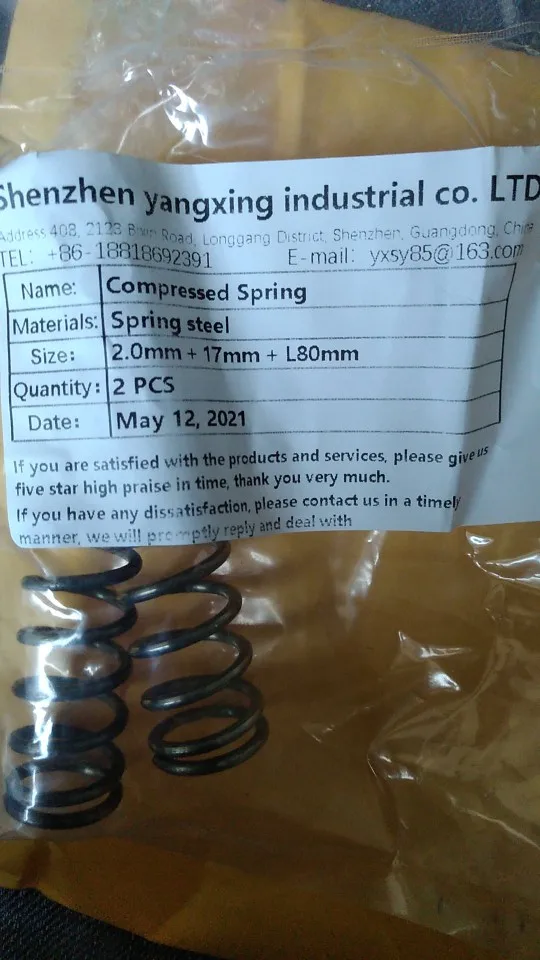 Shenzhen yangxing industrial co. LTD
Address 408, 2123 Road, Longgang District, Shenzhen, Guangdong, China
TEL: +86-18818692391 E-mail: yxsy85@163.com
Name: Compressed Spring
Materials: Spring steel
Size: 2.0mm + 17mm + L80mm
Quantity: 2 PCS
Date: May 12, 2021
If you are satisfied with the products and services, please give us
five star high praise in time, thank you very much.
If you have any dissatisfaction, please contact us in a timely
manner, we will promptly reply and deal with